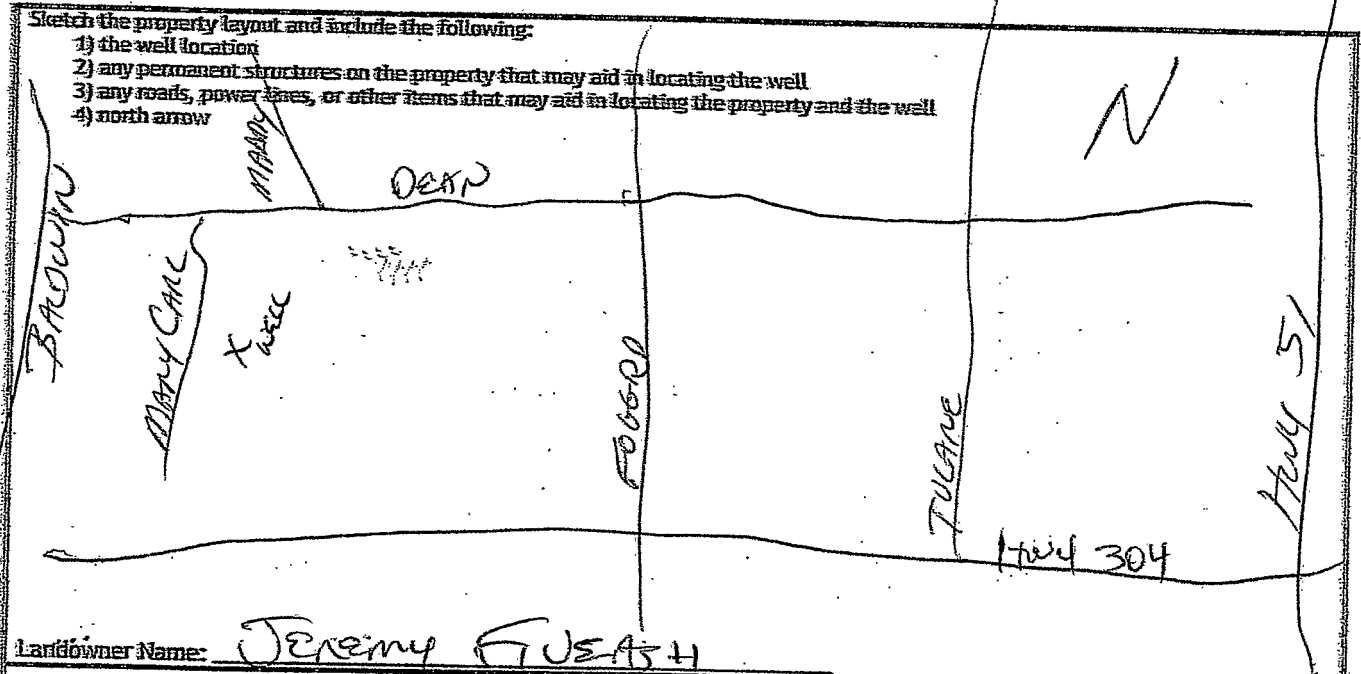 Sketch the property layout and include the following:
1) the well location
2) any permanent structures on the property that may aid in locating the well
3) any roads, power lines, or other items that may aid in locating the property and the well
4) north arrow
N
DEAN
BALDWIN
MARY CARL
X WELL
FOGG RD
TULANE
HWY 51
HWY 304
Landowner Name: JEREMY